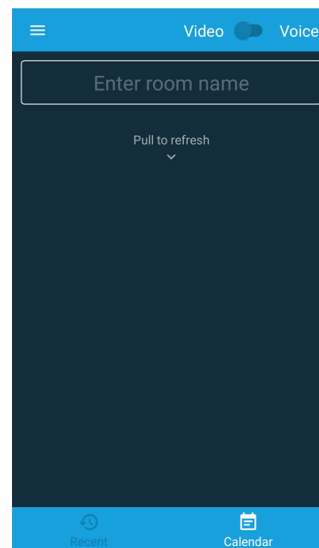 Video Voice
Enter room name
Pull to refresh
Recent Calendar